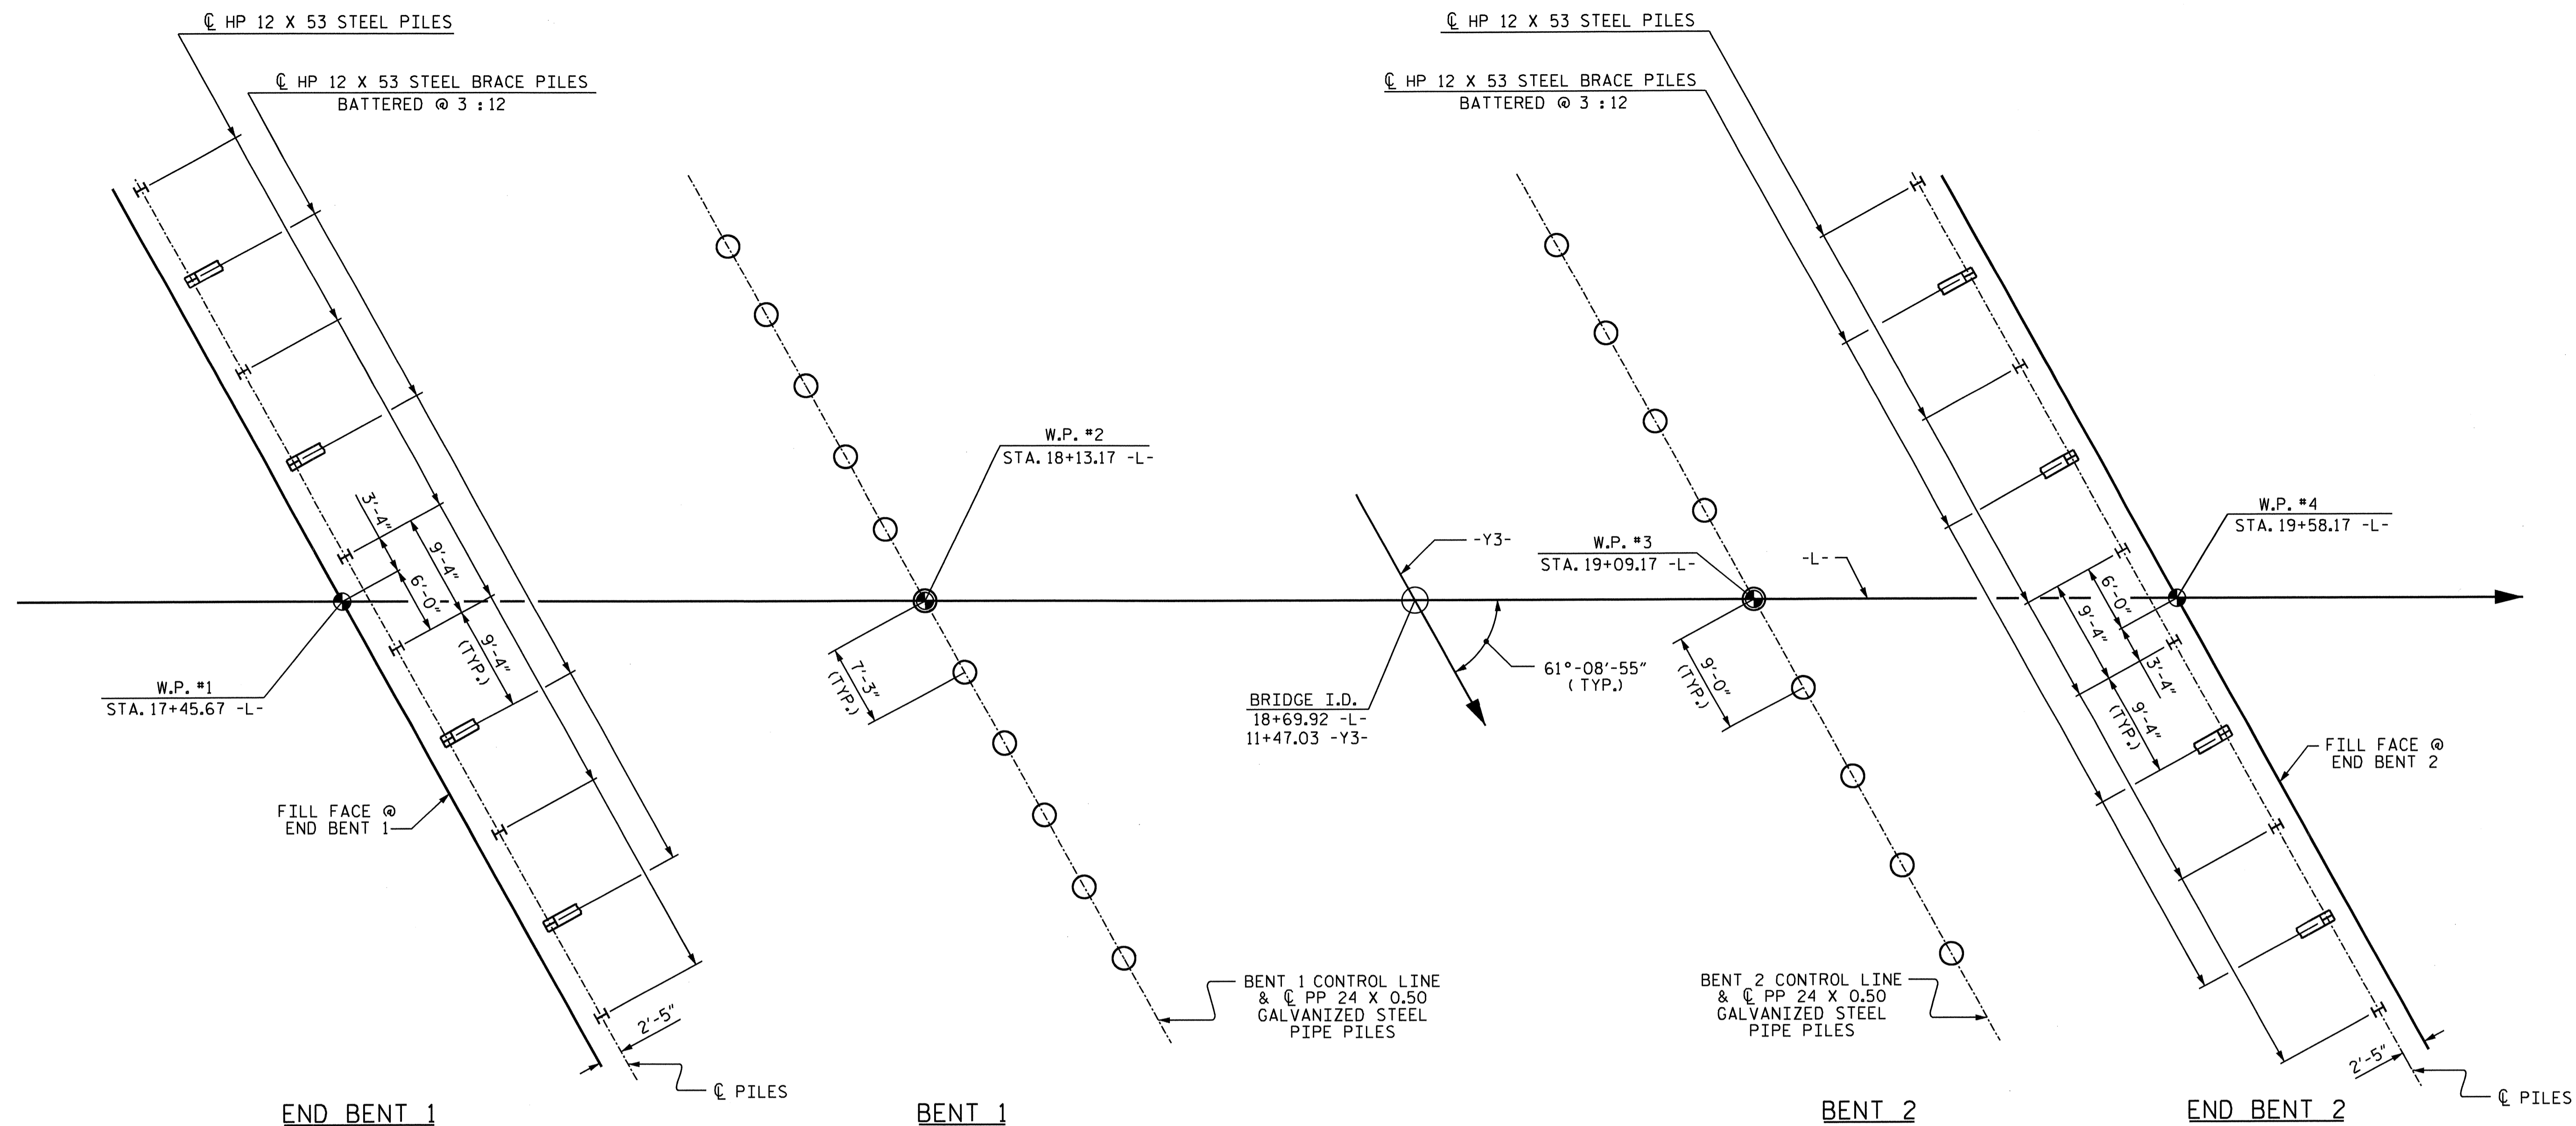 ℄ HP 12 X 53 STEEL PILES
℄ HP 12 X 53 STEEL BRACE PILES
BATTERED @ 3 : 12
℄ HP 12 X 53 STEEL PILES
℄ HP 12 X 53 STEEL BRACE PILES
BATTERED @ 3 : 12
W.P. #2
STA. 18+13.17 -L-
3'-4"
9'-4"
6'-0"
9'-4"
(TYP.)
W.P. #1
STA. 17+45.67 -L-
7'-3"
(TYP.)
-Y3-
W.P. #3
STA. 19+09.17 -L-
-L-
W.P. #4
STA. 19+58.17 -L-
61°-08'-55"
( TYP.)
BRIDGE I.D.
18+69.92 -L-
11+47.03 -Y3-
9'-0"
(TYP.)
6'-0"
9'-4"
3'-4"
9'-4"
(TYP.)
FILL FACE @
END BENT 2
FILL FACE @
END BENT 1
BENT 1 CONTROL LINE
& ℄ PP 24 X 0.50
GALVANIZED STEEL
PIPE PILES
BENT 2 CONTROL LINE
& ℄ PP 24 X 0.50
GALVANIZED STEEL
PIPE PILES
2'-5"
℄ PILES
2'-5"
℄ PILES
END BENT 1
BENT 1
BENT 2
END BENT 2